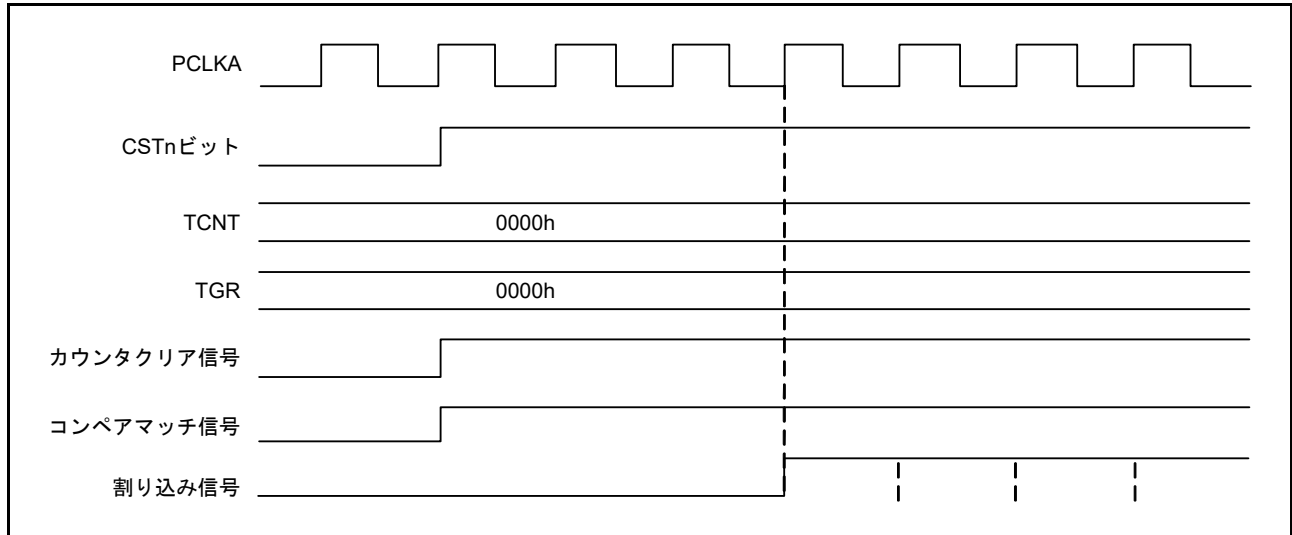 PCLKA
CSTnビット
TCNT 0000h
TGR 0000h
カウンタクリア信号
コンペアマッチ信号
割り込み信号